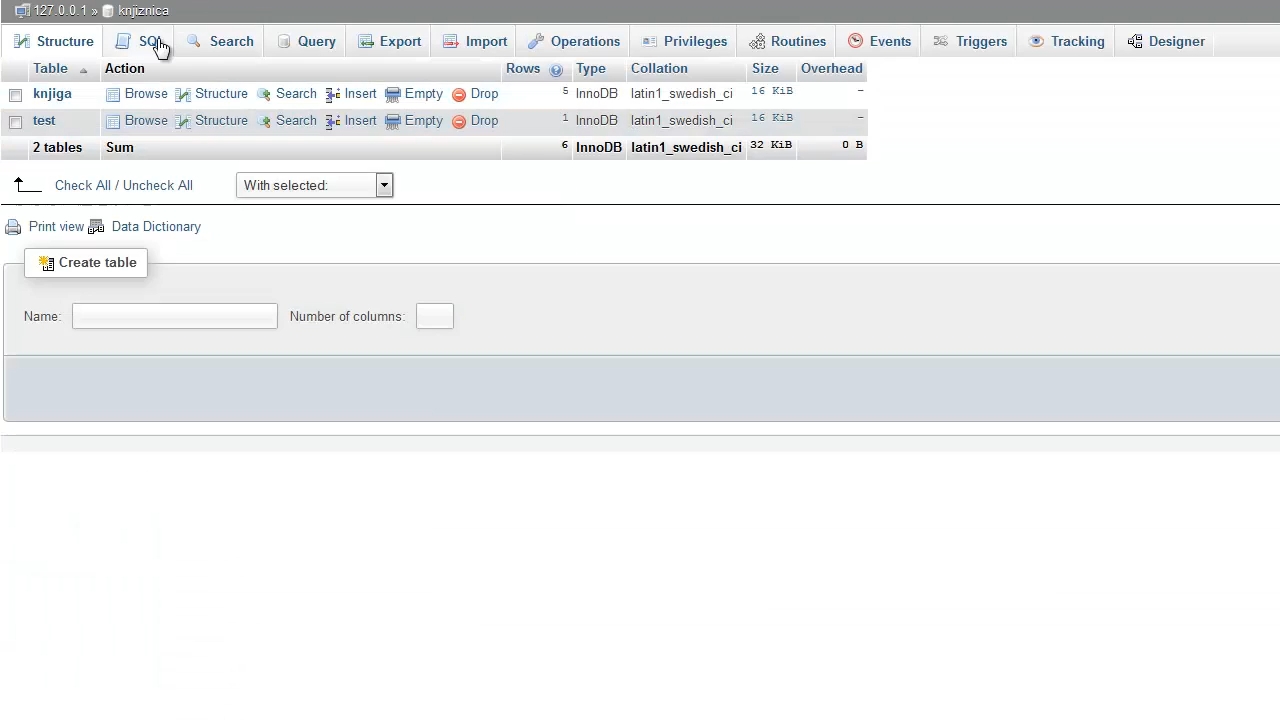 127.0.0.1 » knjiznica
Structure SQL Search Query Export Import Operations Privileges Routines Events Triggers Tracking Designer
Table Action Rows Type Collation Size Overhead
knjiga Browse Structure Search Insert Empty Drop 5 InnoDB latin1_swedish_ci 16 KiB -
test Browse Structure Search Insert Empty Drop 1 InnoDB latin1_swedish_ci 16 KiB -
2 tables Sum 6 InnoDB latin1_swedish_ci 32 KiB 0 B
Check All / Uncheck All With selected:
Print view Data Dictionary
Create table
Name: Number of columns: